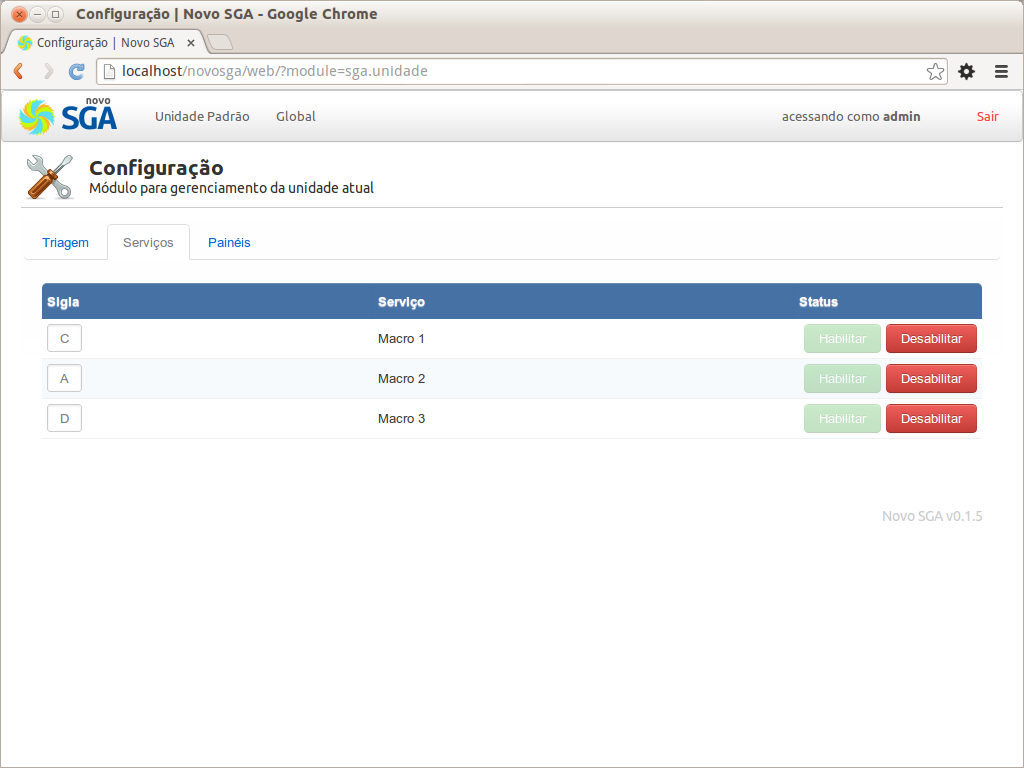 Configuração | Novo SGA - Google Chrome
Configuração | Novo SGA
localhost/novosga/web/?module=sga.unidade
novo
SGA
Unidade Padrão Global acessando como admin Sair
Configuração
Módulo para gerenciamento da unidade atual
Triagem Serviços Painéis
Sigla Serviço Status
C Macro 1 Habilitar Desabilitar
A Macro 2 Habilitar Desabilitar
D Macro 3 Habilitar Desabilitar
Novo SGA v0.1.5